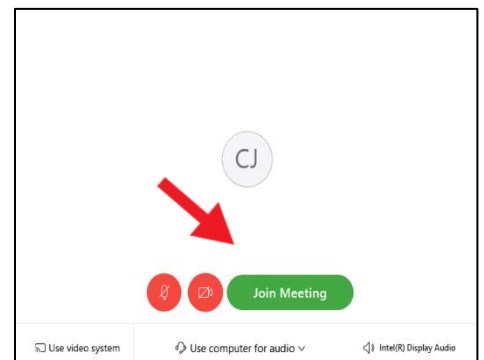 CJ
Join Meeting
Use video system
Use computer for audio
Intel(R) Display Audio